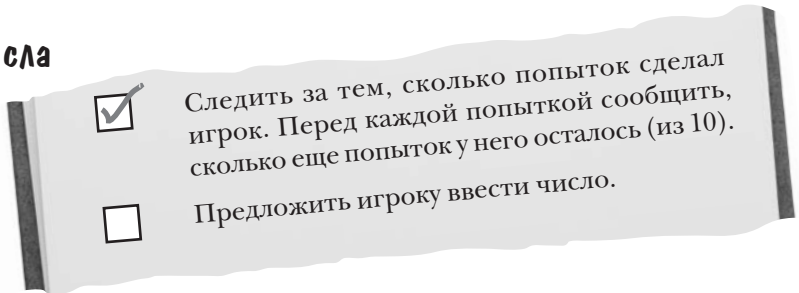 сла
Следить за тем, сколько попыток сделал
игрок. Перед каждой попыткой сообщить,
сколько еще попыток у него осталось (из 10).
Предложить игроку ввести число.